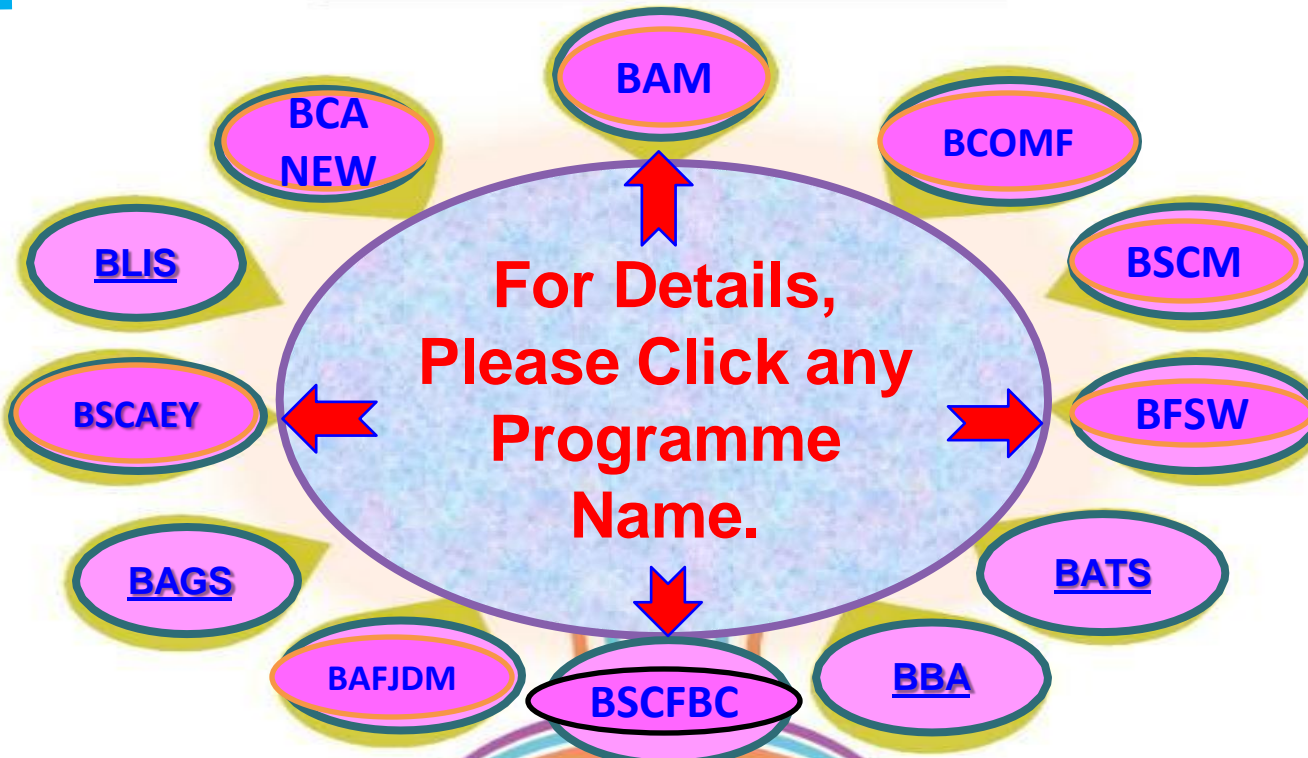 BAM
BCA
NEW
BCOMF
BLIS
BSCM
For Details,
Please Click any
Programme
Name.
BSCAEY
BFSW
BAGS
BATS
BAFJDM
BSCFBC
BBA